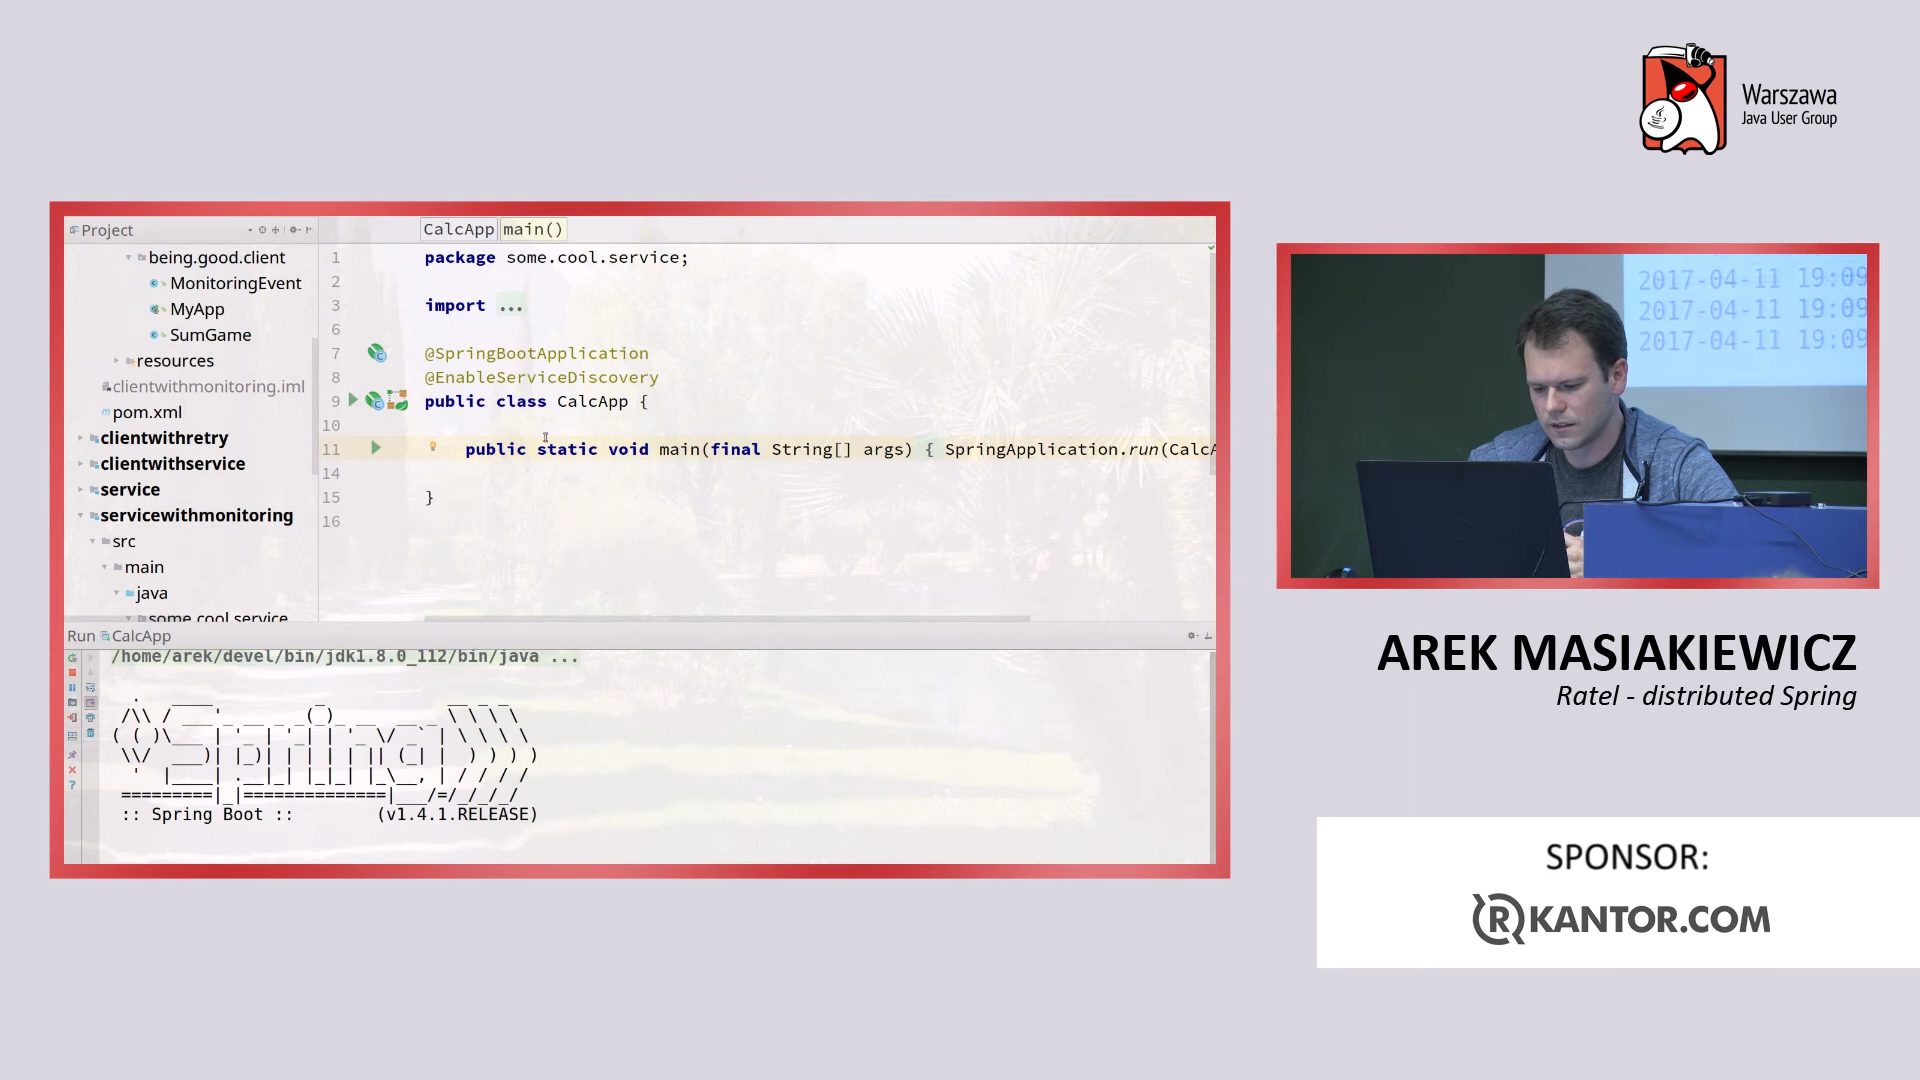 Warszawa
Java User Group
Project
being.good.client
MonitoringEvent
MyApp
SumGame
resources
clientwithmonitoring.iml
pom.xml
clientwithretry
clientwithservice
service
servicewithmonitoring
src
main
java
some.cool.service
CalcApp main()
1 package some.cool.service;
2
3 import ...
6
7 @SpringBootApplication
8 @EnableServiceDiscovery
9 public class CalcApp {
10
11 public static void main(final String[] args) { SpringApplication.run(CalcA
14
15 }
16
Run CalcApp
/home/arek/devel/bin/jdk1.8.0_112/bin/java ...
Spring
:: Spring Boot :: (v1.4.1.RELEASE)
2017-04-11 19:09
2017-04-11 19:09
2017-04-11 19:09
AREK MASIAKIEWICZ
Ratel - distributed Spring
SPONSOR:
RKANTOR.COM